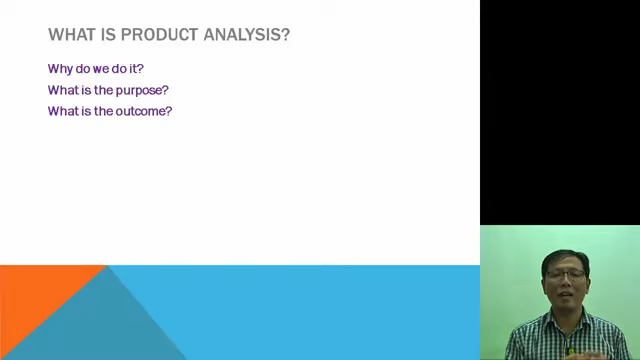 WHAT IS PRODUCT ANALYSIS?
Why do we do it?
What is the purpose?
What is the outcome?